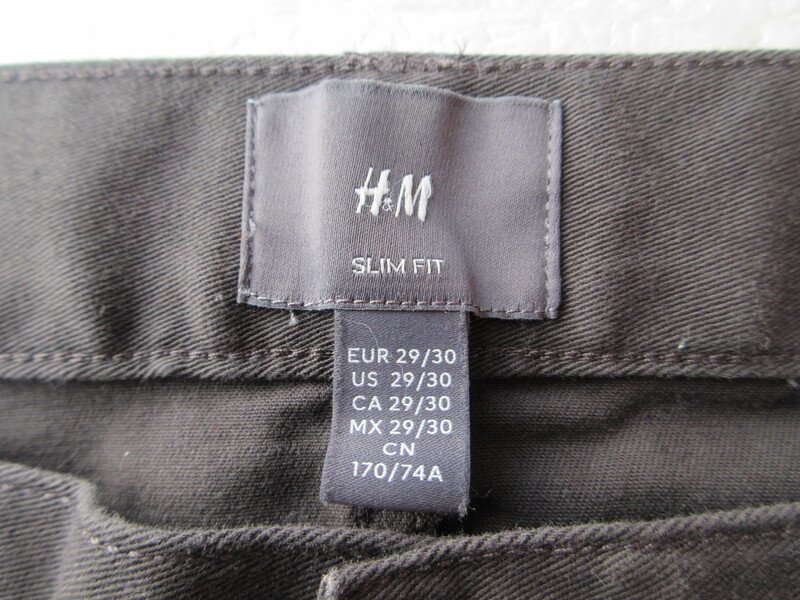 H&M
SLIM FIT
EUR 29/30
US 29/30
CA 29/30
MX 29/30
CN
170/74A